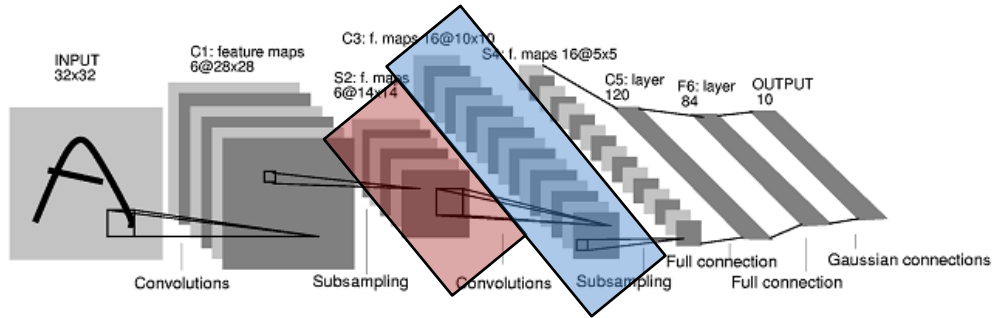 INPUT
32x32
C1: feature maps
6@28x28
S2: f. maps
6@14x14
C3: f. maps 16@10x10
S4: f. maps 16@5x5
C5: layer
120
F6: layer
84
OUTPUT
10
Convolutions
Subsampling
Convolutions
Subsampling
Full connection
Full connection
Gaussian connections